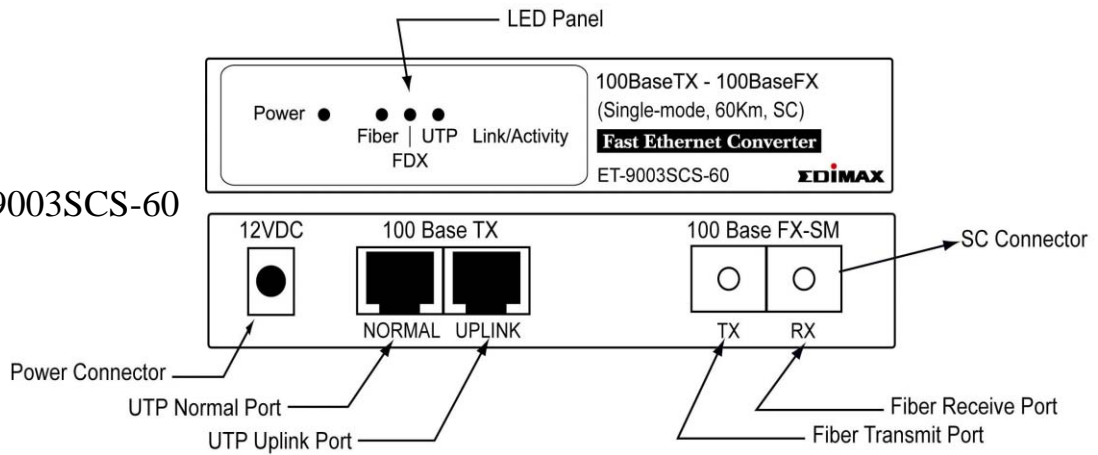 LED Panel
100BaseTX - 100BaseFX
(Single-mode, 60Km, SC)
Power
Fiber UTP Link/Activity
FDX
Fast Ethernet Converter
ET-9003SCS-60 EDIMAX
9003SCS-60
12VDC 100 Base TX 100 Base FX-SM
SC Connector
NORMAL UPLINK TX RX
Power Connector
UTP Normal Port Fiber Receive Port
UTP Uplink Port Fiber Transmit Port